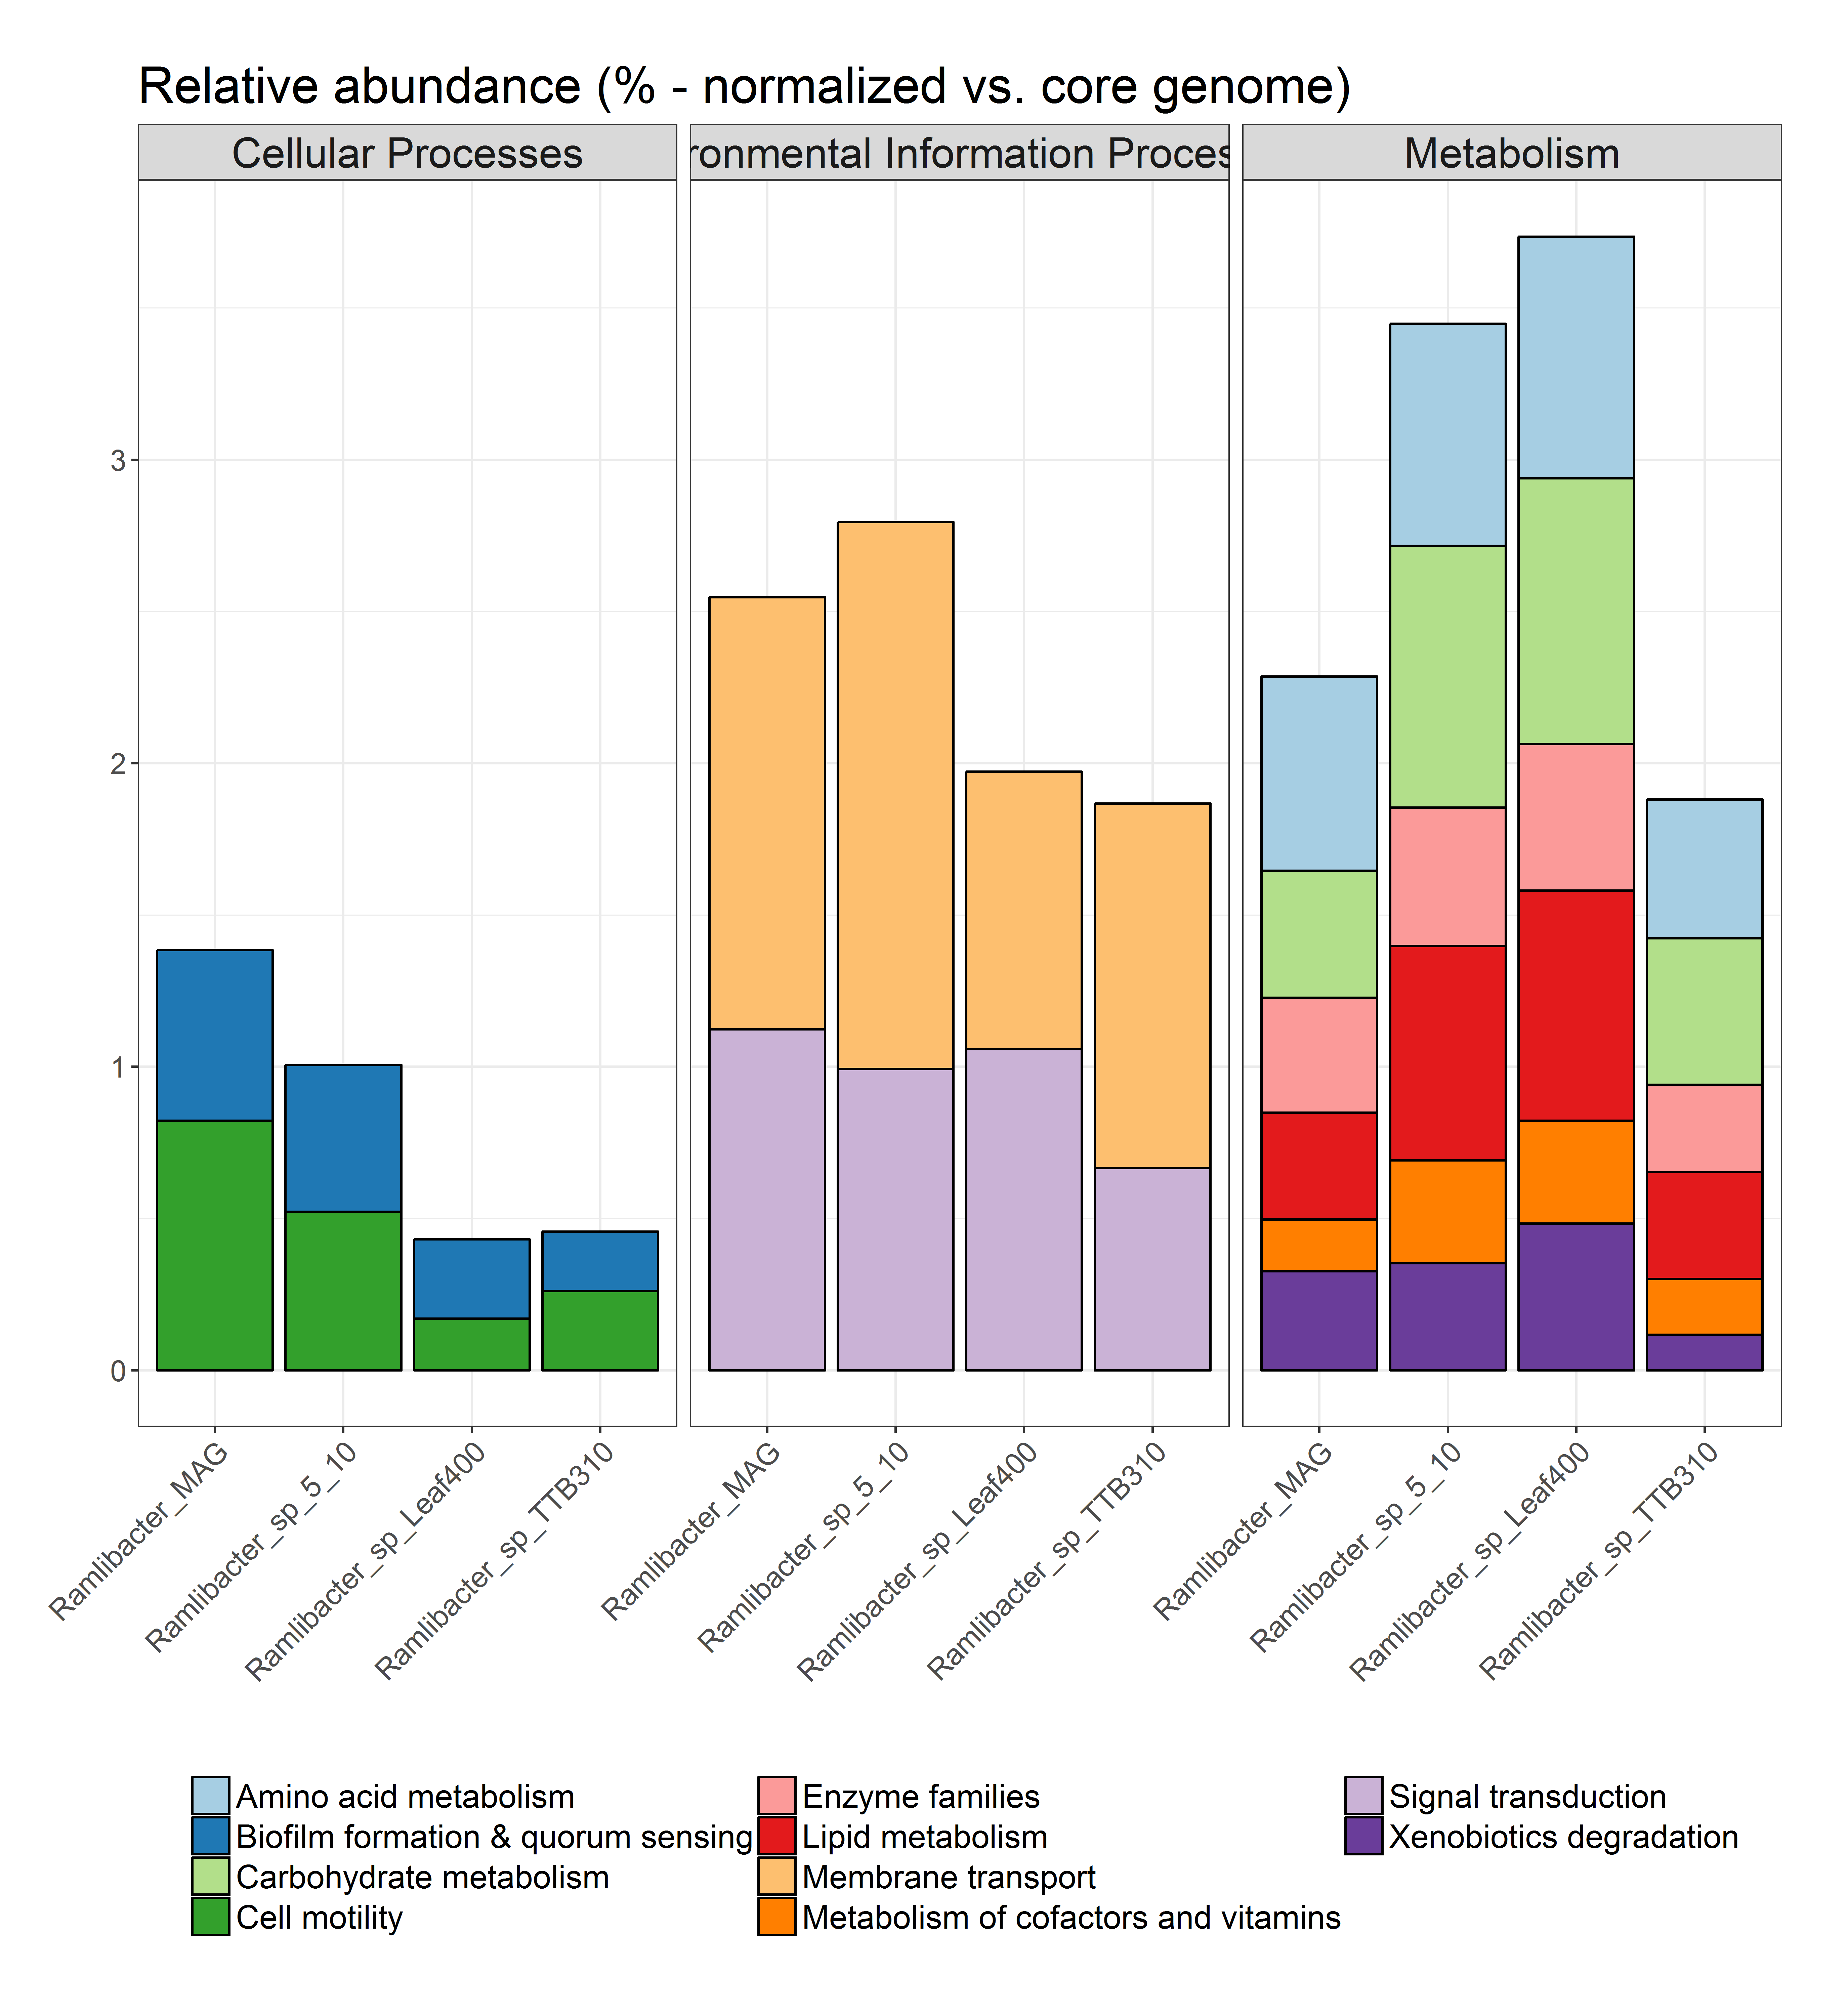 Relative abundance (% - normalized vs. core genome)
Cellular Processes
ronmental Information Proces
Metabolism
3
2
1
0
Ramlibacter_MAG
Ramlibacter_sp_5_10
Ramlibacter_sp_Leaf400
Ramlibacter_sp_TTB310
Ramlibacter_MAG
Ramlibacter_sp_5_10
Ramlibacter_sp_Leaf400
Ramlibacter_sp_TTB310
Ramlibacter_MAG
Ramlibacter_sp_5_10
Ramlibacter_sp_Leaf400
Ramlibacter_sp_TTB310
Amino acid metabolism
Biofilm formation & quorum sensing
Carbohydrate metabolism
Cell motility
Enzyme families
Lipid metabolism
Membrane transport
Metabolism of cofactors and vitamins
Signal transduction
Xenobiotics degradation